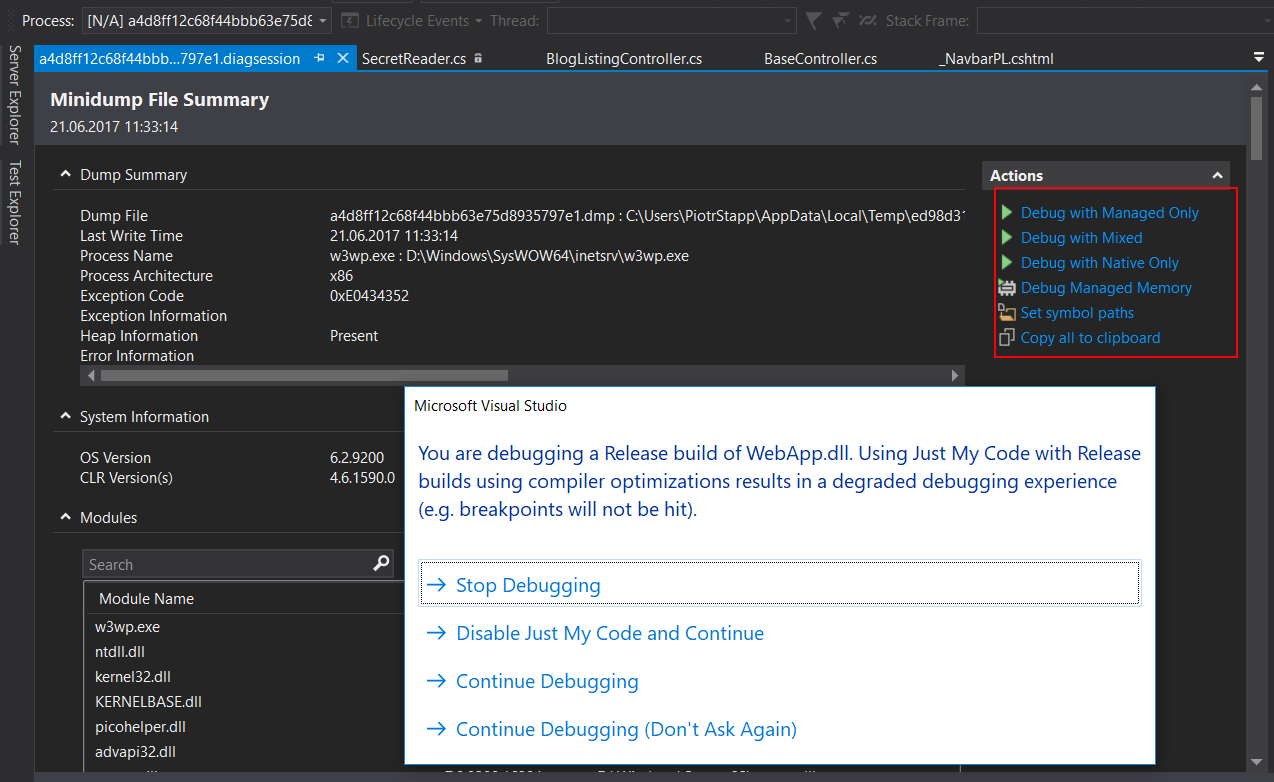 Process: [N/A] a4d8ff12c68f44bbb63e75d8 Lifecycle Events Thread: Stack Frame:
Server Explorer
Test Explorer
a4d8ff12c68f44bbb...797e1.diagsession SecretReader.cs BlogListingController.cs BaseController.cs _NavbarPL.cshtml
Minidump File Summary
21.06.2017 11:33:14
Dump Summary
Dump File a4d8ff12c68f44bbb63e75d8935797e1.dmp : C:\Users\PiotrStapp\AppData\Local\Temp\ed98d31
Last Write Time 21.06.2017 11:33:14
Process Name w3wp.exe : D:\Windows\SysWOW64\inetsrv\w3wp.exe
Process Architecture x86
Exception Code 0xE0434352
Exception Information
Heap Information Present
Error Information
Actions
Debug with Managed Only
Debug with Mixed
Debug with Native Only
Debug Managed Memory
Set symbol paths
Copy all to clipboard
System Information
OS Version 6.2.9200
CLR Version(s) 4.6.1590.0
Modules
Search
Module Name
w3wp.exe
ntdll.dll
kernel32.dll
KERNELBASE.dll
picohelper.dll
advapi32.dll
Microsoft Visual Studio
You are debugging a Release build of WebApp.dll. Using Just My Code with Release
builds using compiler optimizations results in a degraded debugging experience
(e.g. breakpoints will not be hit).
Stop Debugging
Disable Just My Code and Continue
Continue Debugging
Continue Debugging (Don't Ask Again)